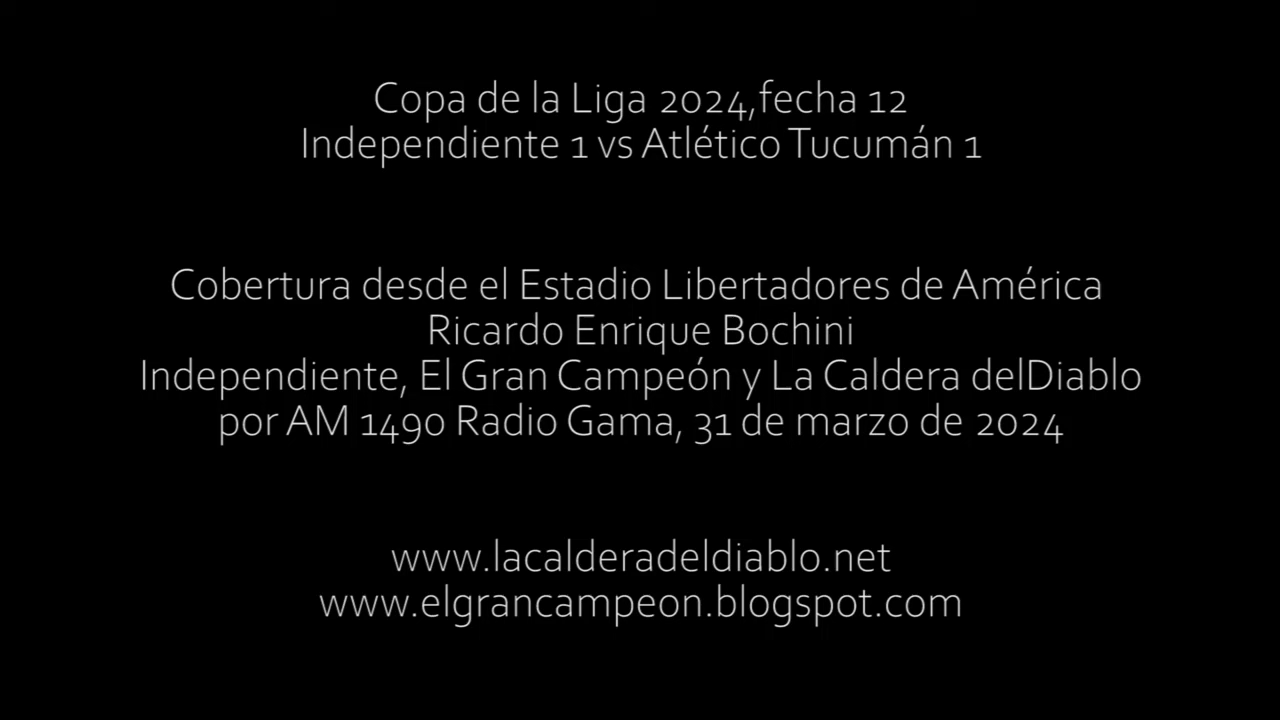 Copa de la Liga 2024,fecha 12
Independiente 1 vs Atlético Tucumán 1
Cobertura desde el Estadio Libertadores de América
Ricardo Enrique Bochini
Independiente, El Gran Campeón y La Caldera delDiablo
por AM 1490 Radio Gama, 31 de marzo de 2024
www.lacalderadeldiablo.net
www.elgrancampeon.blogspot.com